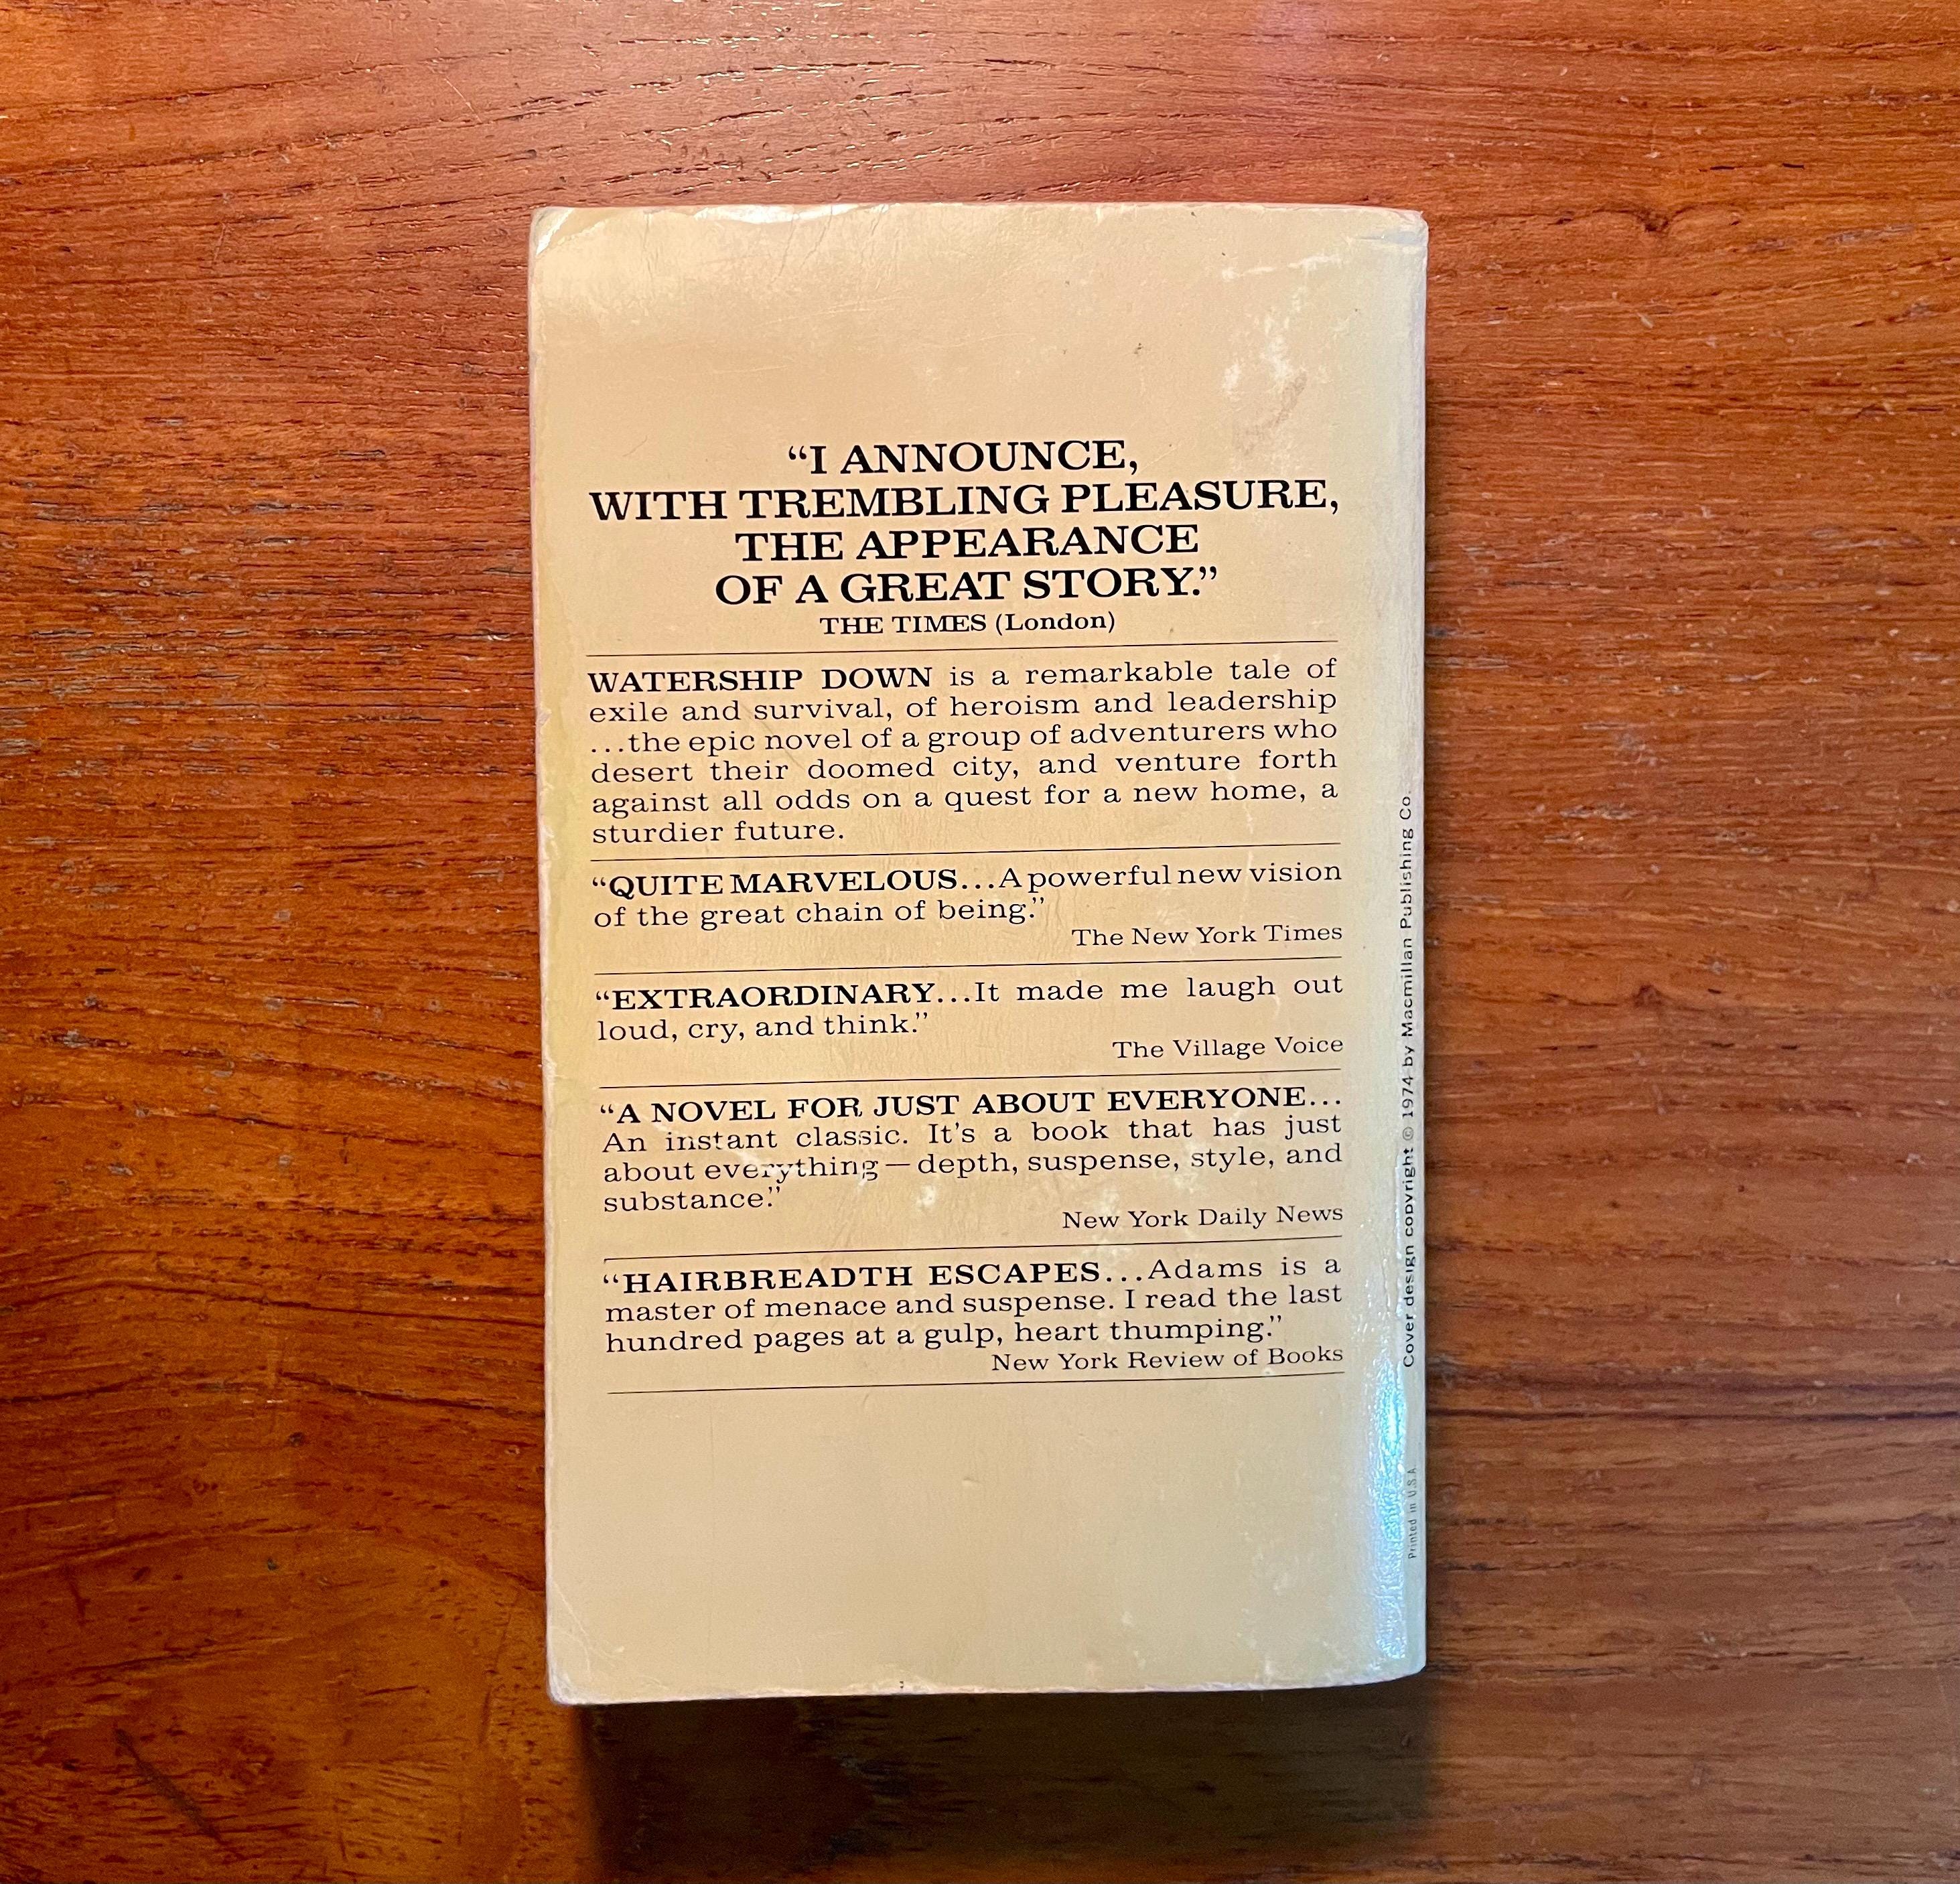 “I ANNOUNCE,
WITH TREMBLING PLEASURE,
THE APPEARANCE
OF A GREAT STORY.”
THE TIMES (London)
WATERSHIP DOWN is a remarkable tale of
exile and survival, of heroism and leadership
...the epic novel of a group of adventurers who
desert their doomed city, and venture forth
against all odds on a quest for a new home, a
sturdier future.
“QUITE MARVELOUS...A powerful new vision
of the great chain of being.”
The New York Times
“EXTRAORDINARY...It made me laugh out
loud, cry, and think.”
The Village Voice
“A NOVEL FOR JUST ABOUT EVERYONE...
An instant classic. It's a book that has just
about everything—depth, suspense, style, and
substance.”
New York Daily News
“HAIRBREADTH ESCAPES...Adams is a
master of menace and suspense. I read the last
hundred pages at a gulp, heart thumping.”
New York Review of Books
Cover design copyright © 1974 by Macmillan Publishing Co.
Printed in U.S.A.